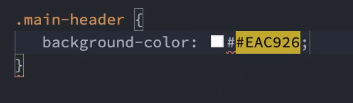 .main-header {
background-color: ##EAC926;
}